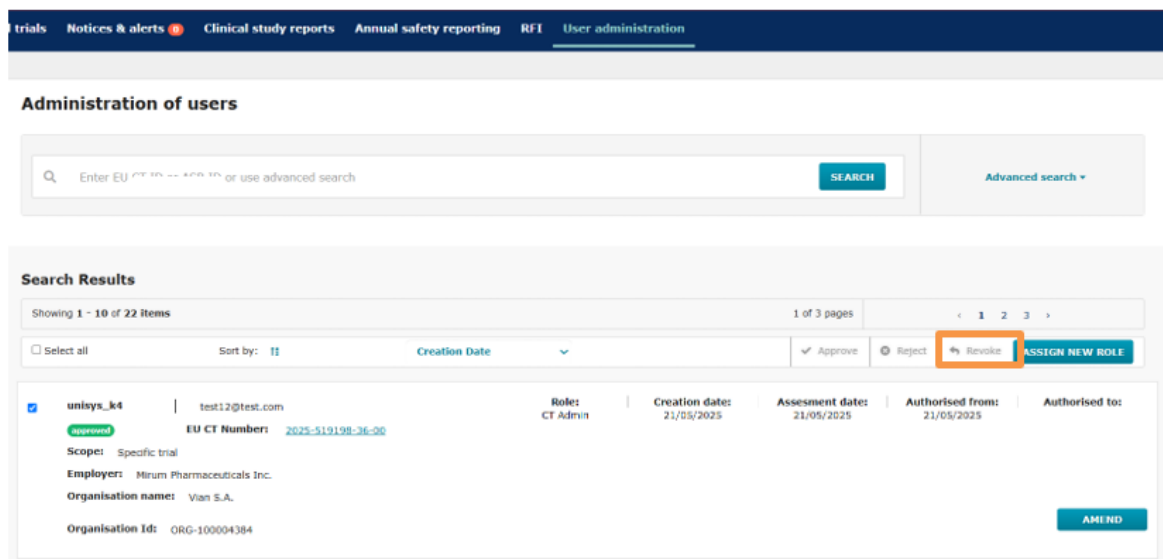 trials Notices & alerts 0 Clinical study reports Annual safety reporting RFI User administration
Administration of users
Enter EU or use advanced search SEARCH Advanced search
Search Results
Showing 1 - 10 of 22 items 1 of 3 pages ‹ 1 2 3 ›
Select all Sort by: Creation Date Approve Reject Revoke ASSIGN NEW ROLE
unisys_k4 test12@test.com Role: Creation date: Assesment date: Authorised from: Authorised to:
CT Admin 21/05/2025 21/05/2025 21/05/2025
approved EU CT Number: 2025-519198-36-00
Scope: Specific trial
Employer: Mirum Pharmaceuticals Inc.
Organisation name: Vian S.A.
Organisation Id: ORG-100004384
AMEND